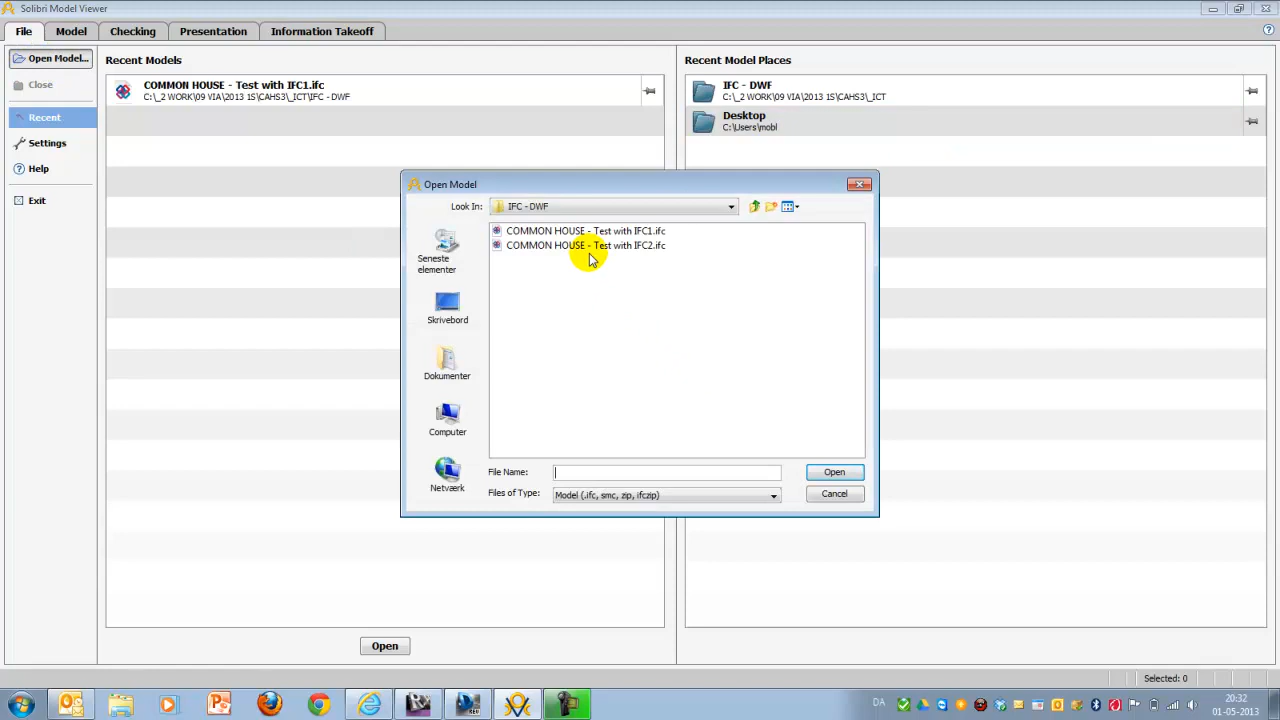 Solibri Model Viewer
File
Model
Checking
Presentation
Information Takeoff
Open Model...
Close
Recent
Settings
Help
Exit
Recent Models
COMMON HOUSE - Test with IFC1.ifc
C:\_2 WORK\09 VIA\2013 1S\CAHS3\_ICT\IFC - DWF
Recent Model Places
IFC - DWF
C:\_2 WORK\09 VIA\2013 1S\CAHS3\_ICT
Desktop
C:\Users\mobl
Open Model
Look In:
IFC - DWF
Seneste
elementer
Skrivebord
Dokumenter
Computer
Netværk
COMMON HOUSE - Test with IFC1.ifc
COMMON HOUSE - Test with IFC2.ifc
File Name:
Open
Files of Type:
Model (.ifc, smc, zip, ifczip)
Cancel
Open
Selected: 0
DA
20:32
01-05-2013